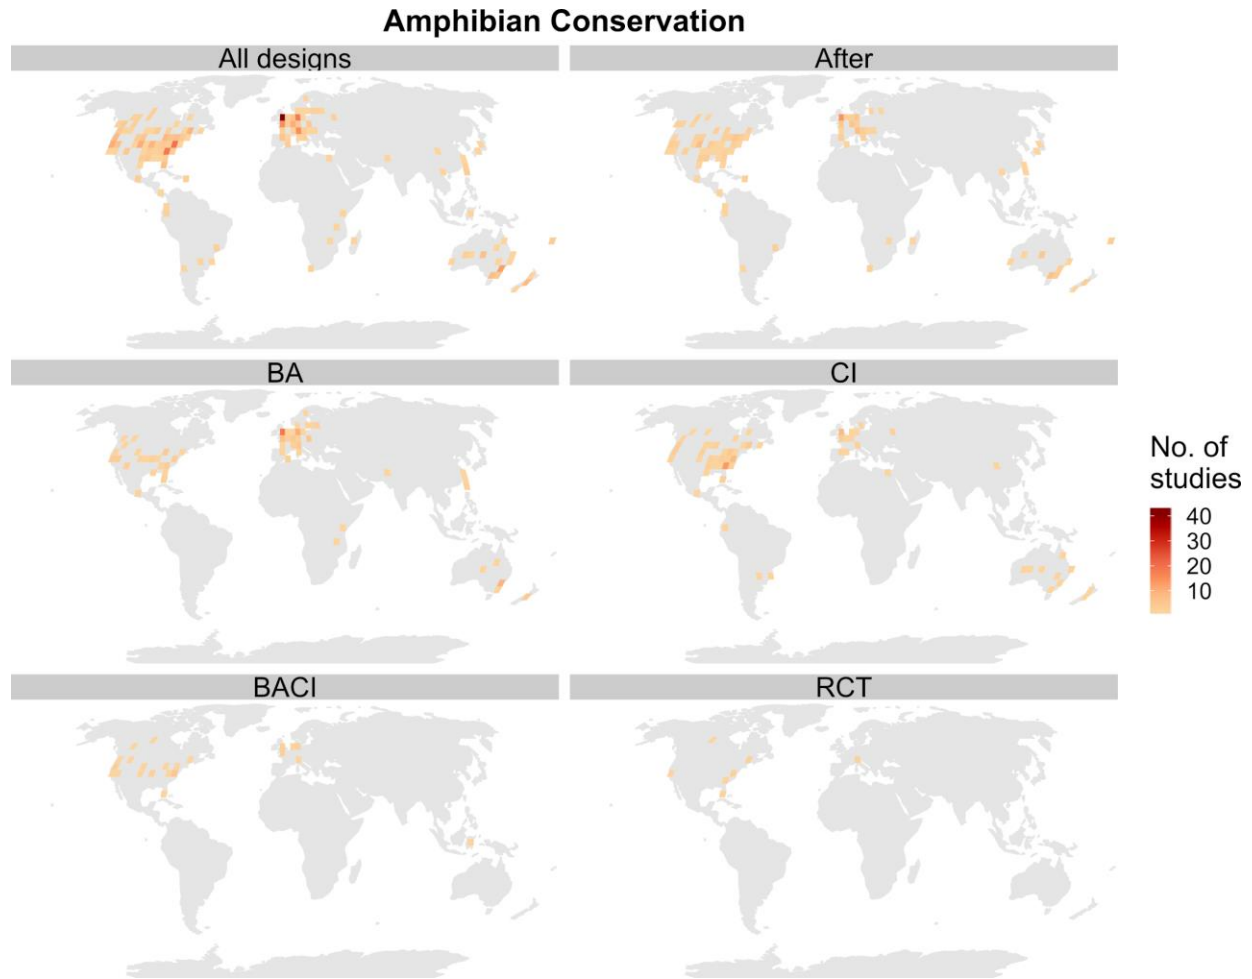 Amphibian Conservation
All designs
After
BA
CI
BACI
RCT
No. of
studies
40
30
20
10